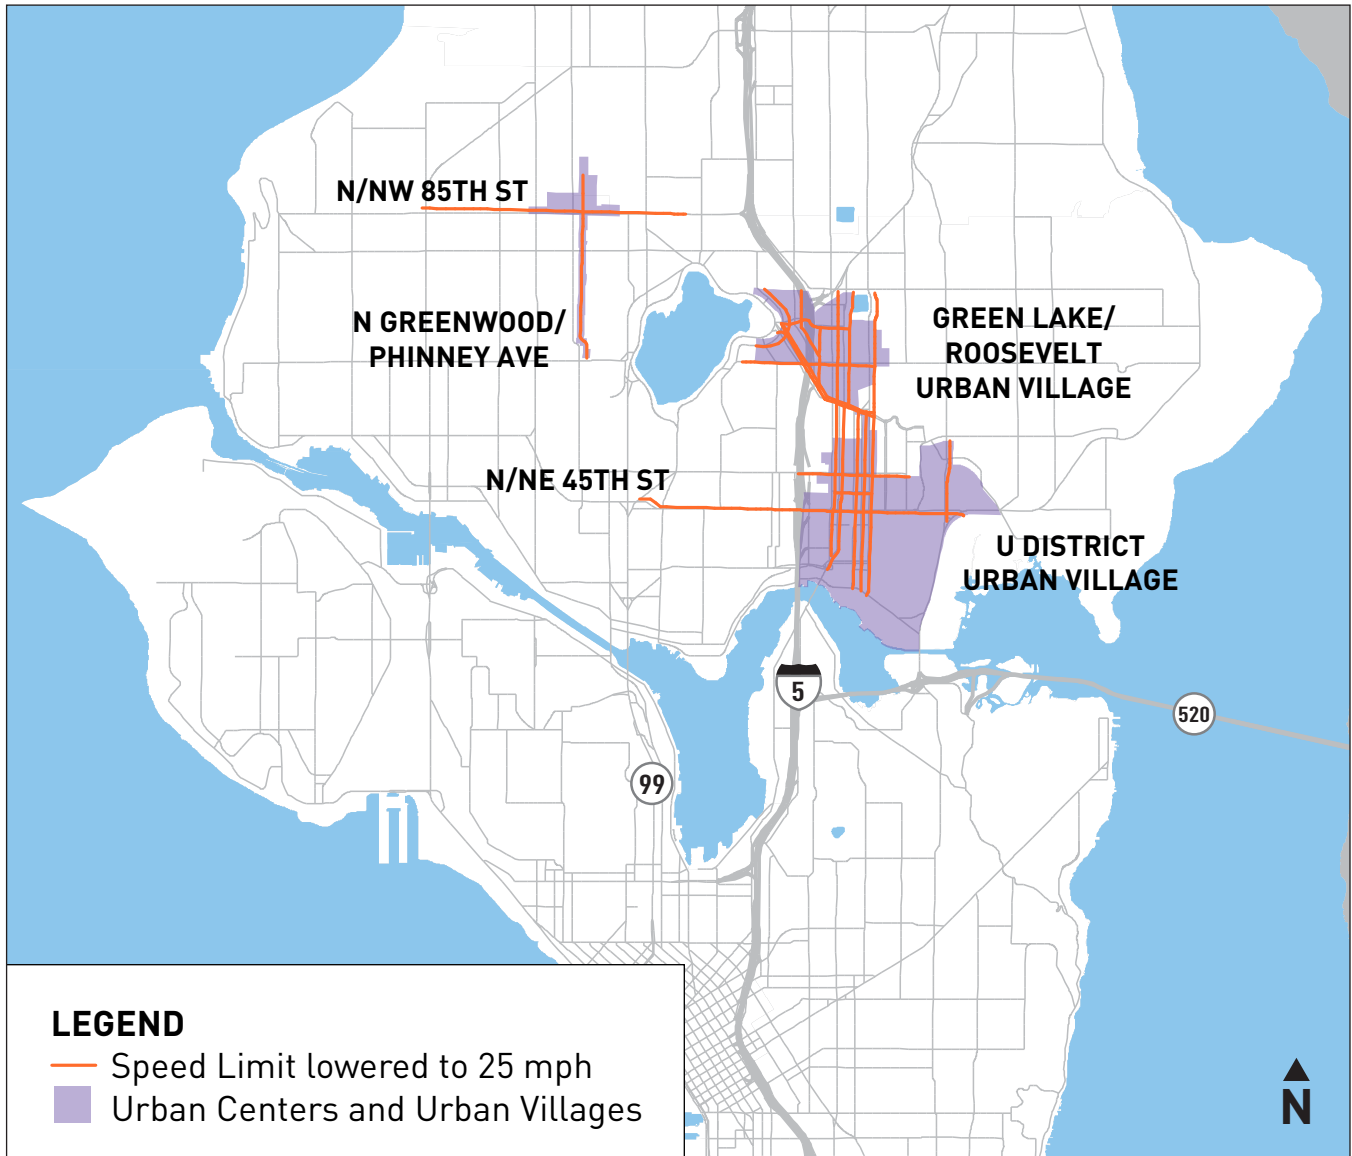 N/NW 85TH ST
N GREENWOOD/
PHINNEY AVE
GREEN LAKE/
ROOSEVELT
URBAN VILLAGE
N/NE 45TH ST
U DISTRICT
URBAN VILLAGE
5
520
99
LEGEND
Speed Limit lowered to 25 mph
Urban Centers and Urban Villages
N